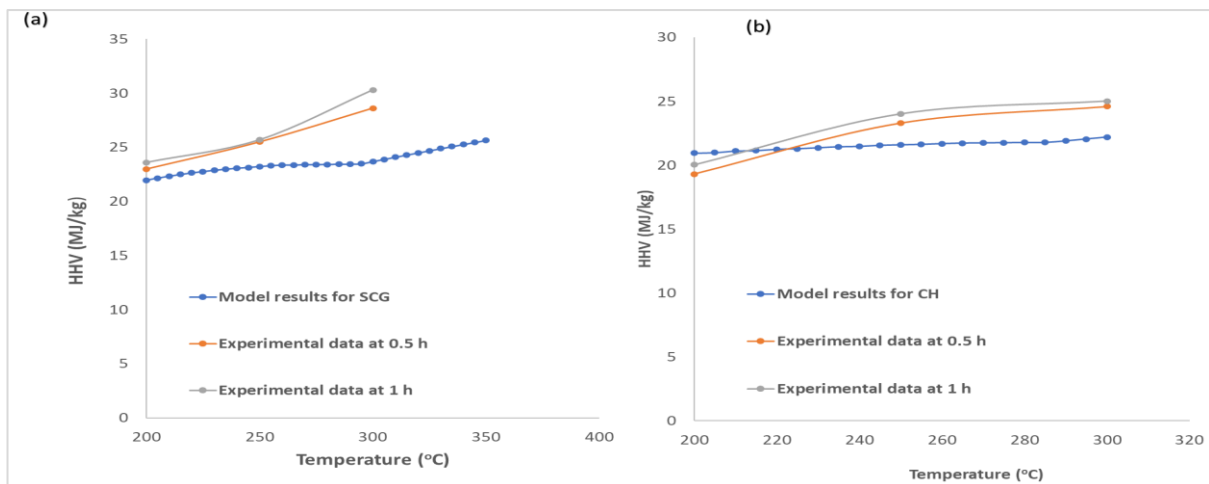 (a)
35
30
25
20
15
10
5
0
HHV (MJ/kg)
Model results for SCG
Experimental data at 0.5 h
Experimental data at 1 h
200 250 300 350 400
Temperature (°C)
(b)
30
25
20
15
10
5
0
HHV (MJ/kg)
Model results for CH
Experimental data at 0.5 h
Experimental data at 1 h
200 220 240 260 280 300 320
Temperature (°C)